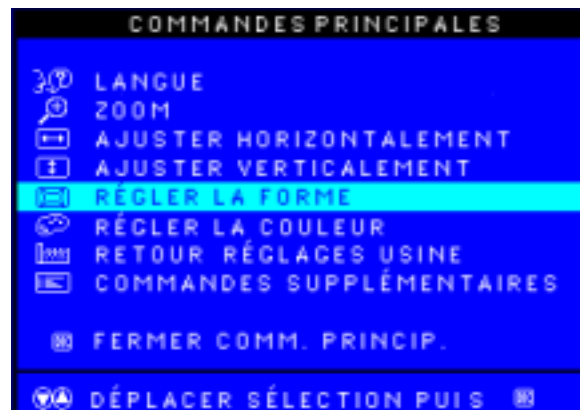 COMMANDES PRINCIPALES
LANGUE
ZOOM
AJUSTER HORIZONTALEMENT
AJUSTER VERTICALEMENT
RÉGLER LA FORME
RÉGLER LA COULEUR
RETOUR RÉGLAGES USINE
COMMANDES SUPPLÉMENTAIRES
FERMER COMM. PRINCIP.
DÉPLACER SÉLECTION PUIS